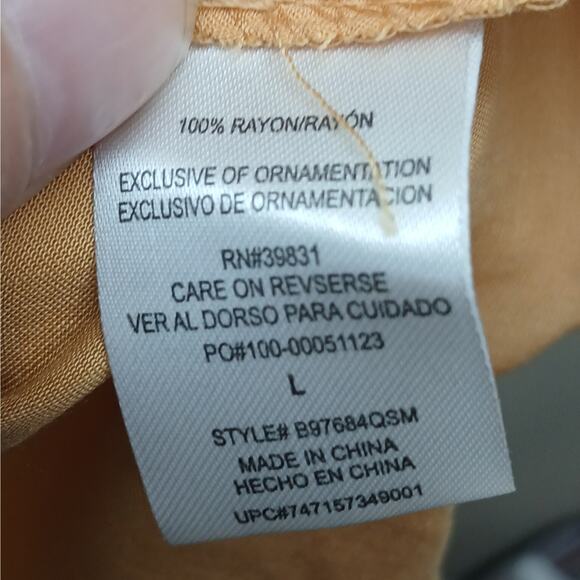 100% RAYON/RAYÓN
EXCLUSIVE OF ORNAMENTATION
EXCLUSIVO DE ORNAMENTACION
RN#39831
CARE ON REVSERSE
VER AL DORSO PARA CUIDADO
PO#100-00051123
L
STYLE# B97684QSM
MADE IN CHINA
HECHO EN CHINA
UPC#747157349001